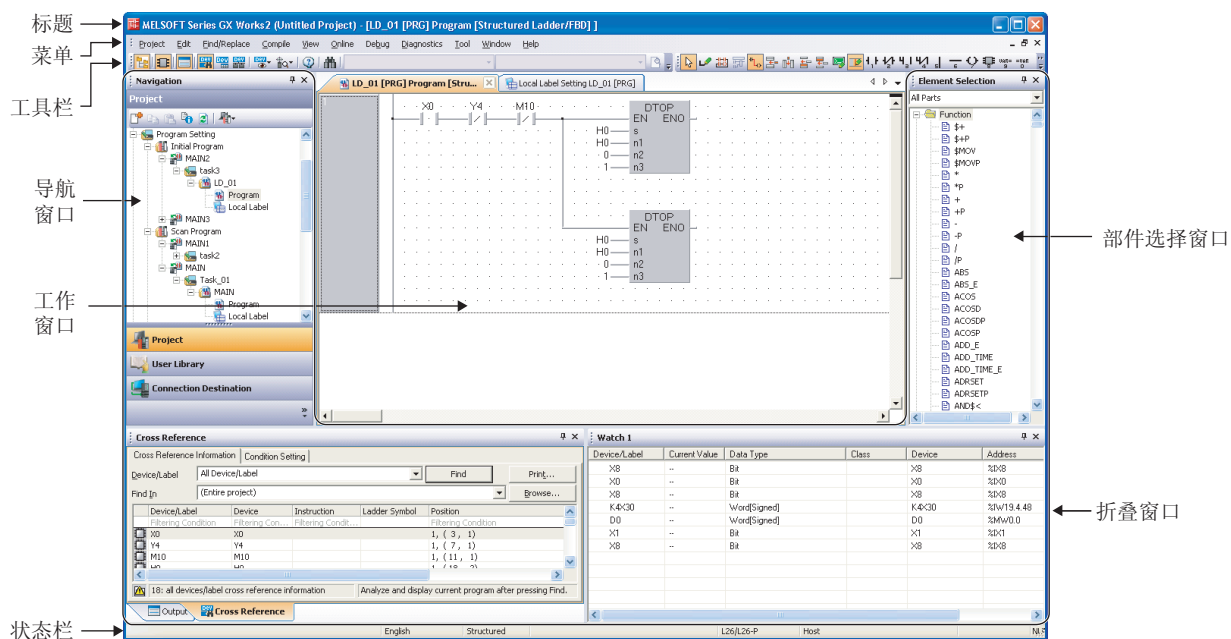 标题
MELSOFT Series GX Works2 (Untitled Project) - [LD_01 [PRG] Program [Structured Ladder/FBD] ]
菜单
Project Edit Find/Replace Compile View Online Debug Diagnostics Tool Window Help
工具栏
Navigation
Project
Program Setting
Initial Program
MAIN2
task3
LD_01
Program
Local Label
MAIN3
Scan Program
MAIN1
task2
MAIN
Task_01
MAIN
Program
Local Label
导航
窗口
Project
User Library
Connection Destination
LD_01 [PRG] Program [Stru...
Local Label Setting LD_01 [PRG]
1
X0 Y4 M10
DTOP
EN ENO
H0 s
H0 n1
0 n2
1 n3
DTOP
EN ENO
H0 s
H0 n1
0 n2
1 n3
工作
窗口
Element Selection
All Parts
Function
$+
$+P
$MOV
$MOVP
*
*P
+
+P
-
-P
/
/P
ABS
ABS_E
ACOS
ACOSD
ACOSDP
ACOSP
ADD_E
ADD_TIME
ADD_TIME_E
ADRSET
ADRSETP
AND$<
部件选择窗口
Cross Reference
Cross Reference Information Condition Setting
Device/Label All Device/Label Find Print...
Find In (Entire project) Browse...
Device/Label Device Instruction Ladder Symbol Position
Filtering Condition Filtering Con... Filtering Condit... Filtering Condition
X0 X0 1, ( 3, 1)
Y4 Y4 1, ( 7, 1)
M10 M10 1, ( 11, 1)
H0 H0 1, ( 18, 2)
18: all devices/label cross reference information Analyze and display current program after pressing Find.
Output Cross Reference
Watch 1
Device/Label Current Value Data Type Class Device Address
X8 -- Bit X8 %IX8
X0 -- Bit X0 %IX0
X8 -- Bit X8 %IX8
K4X30 -- Word[Signed] K4X30 %IW19.4.48
D0 -- Word[Signed] D0 %MW0.0
X1 -- Bit X1 %IX1
X8 -- Bit X8 %IX8
折叠窗口
状态栏
English Structured L26/L26-P Host